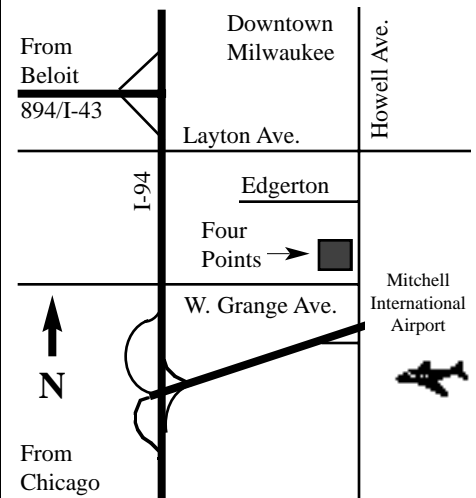 Downtown
Milwaukee
Howell Ave.
From
Beloit
894/I-43
Layton Ave.
I-94
Edgerton
Four
Points
W. Grange Ave.
Mitchell
International
Airport
N
From
Chicago